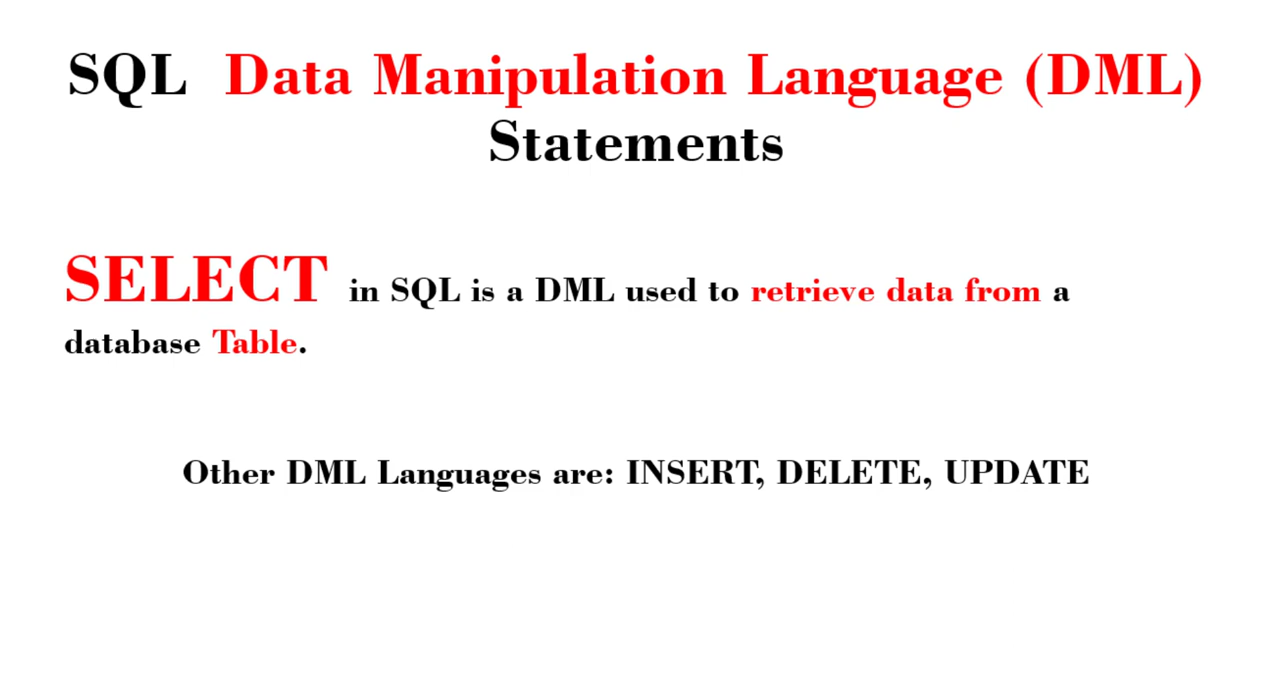 SQL Data Manipulation Language (DML)
Statements
SELECT in SQL is a DML used to retrieve data from a
database Table.
Other DML Languages are: INSERT, DELETE, UPDATE